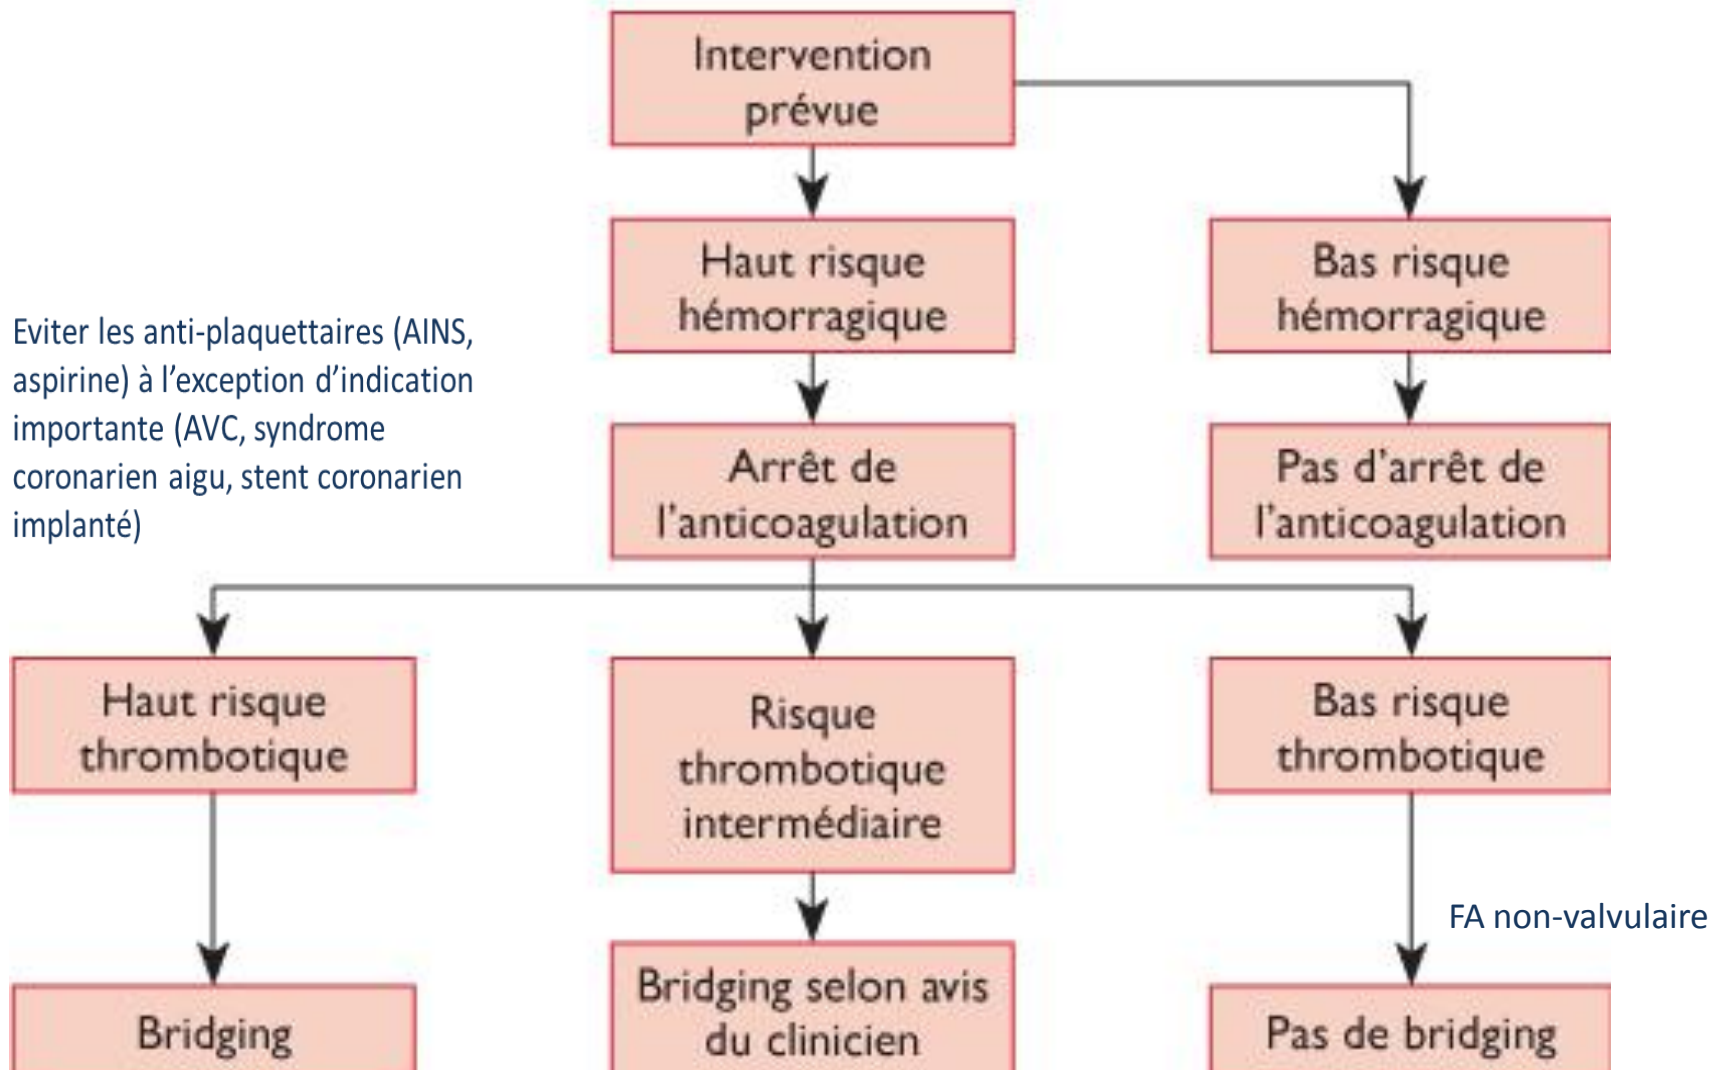 Intervention
prévue
Haut risque
hémorragique
Bas risque
hémorragique
Eviter les anti-plaquettaires (AINS,
aspirine) à l’exception d’indication
importante (AVC, syndrome
coronarien aigu, stent coronarien
implanté)
Arrêt de
l’anticoagulation
Pas d’arrêt de
l’anticoagulation
Haut risque
thrombotique
Risque
thrombotique
intermédiaire
Bas risque
thrombotique
FA non-valvulaire
Bridging
Bridging selon avis
du clinicien
Pas de bridging